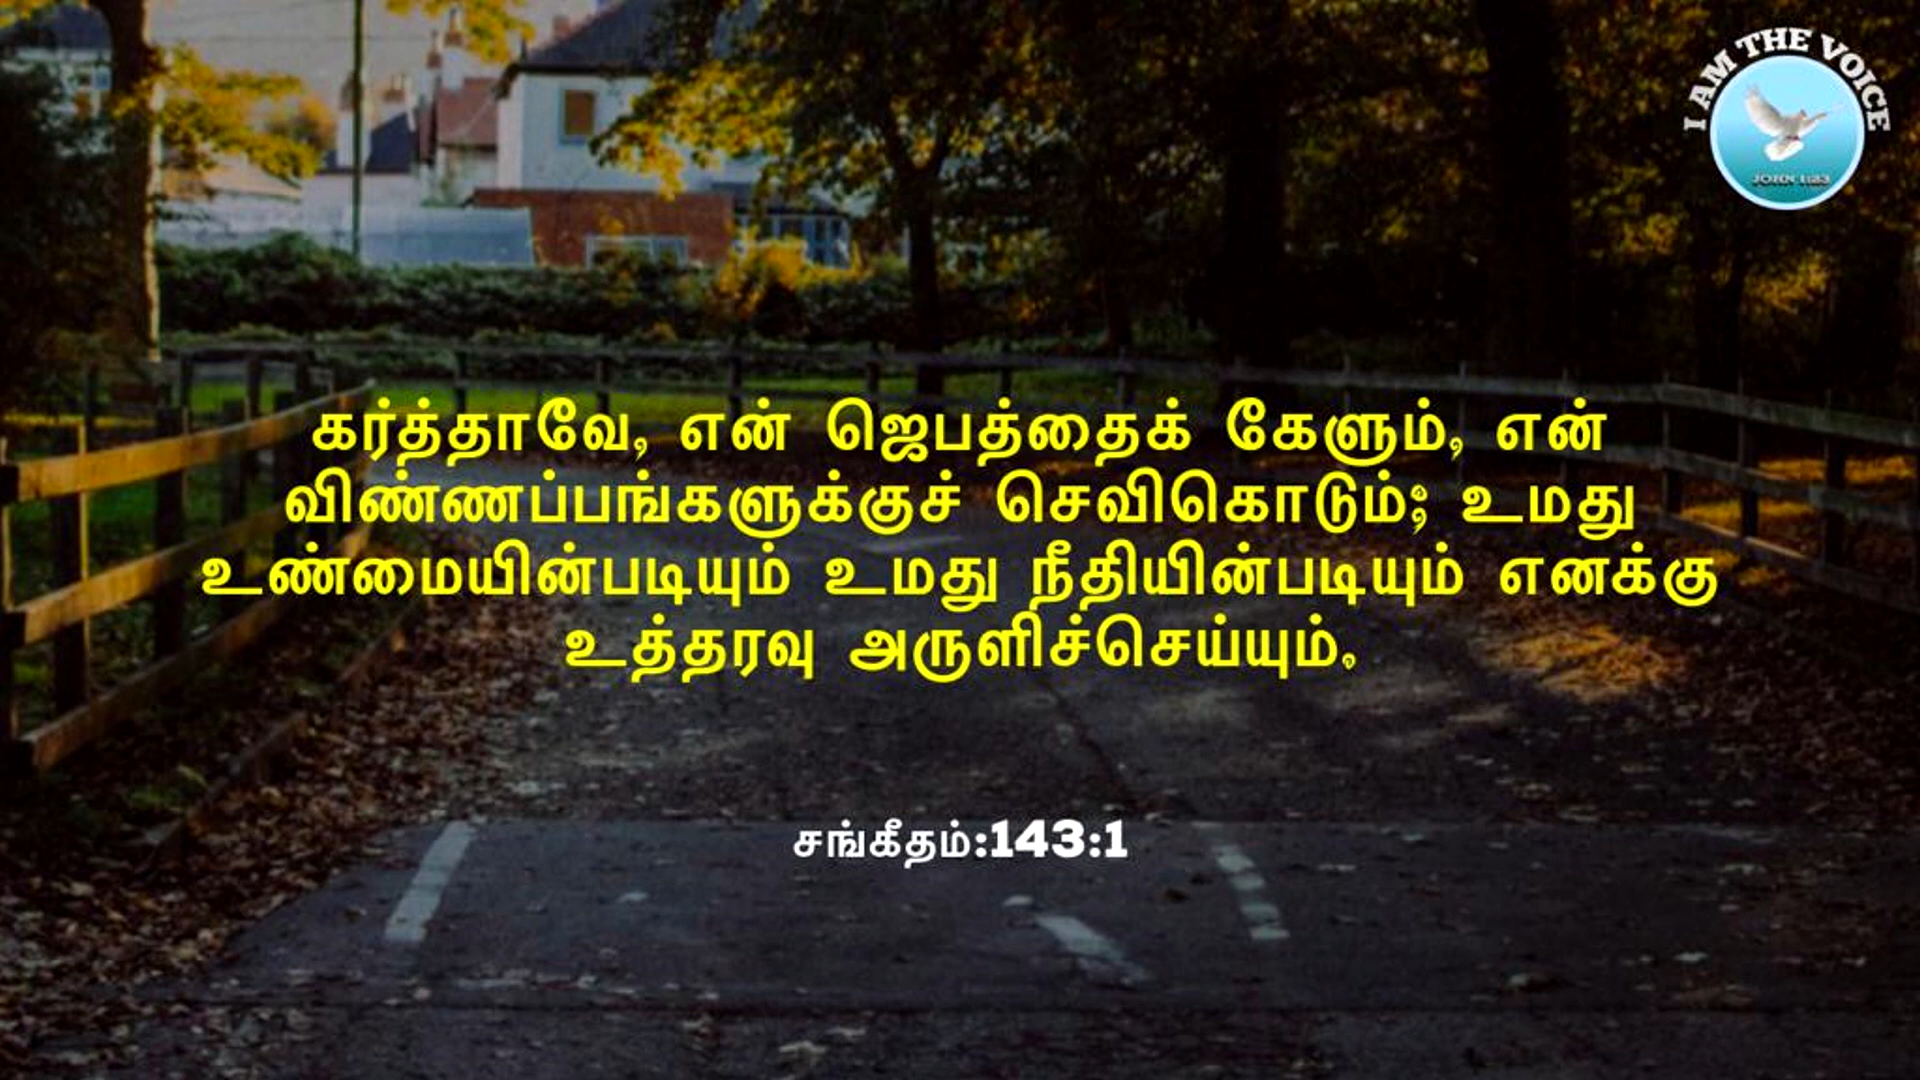 I AM THE VOICE
JOHN 1:23
கர்த்தாவே, என் ஜெபத்தைக் கேளும், என்
விண்ணப்பங்களுக்குச் செவிகொடும்; உமது
உண்மையின்படியும் உமது நீதியின்படியும் எனக்கு
உத்தரவு அருளிச்செய்யும்.
சங்கீதம்:143:1